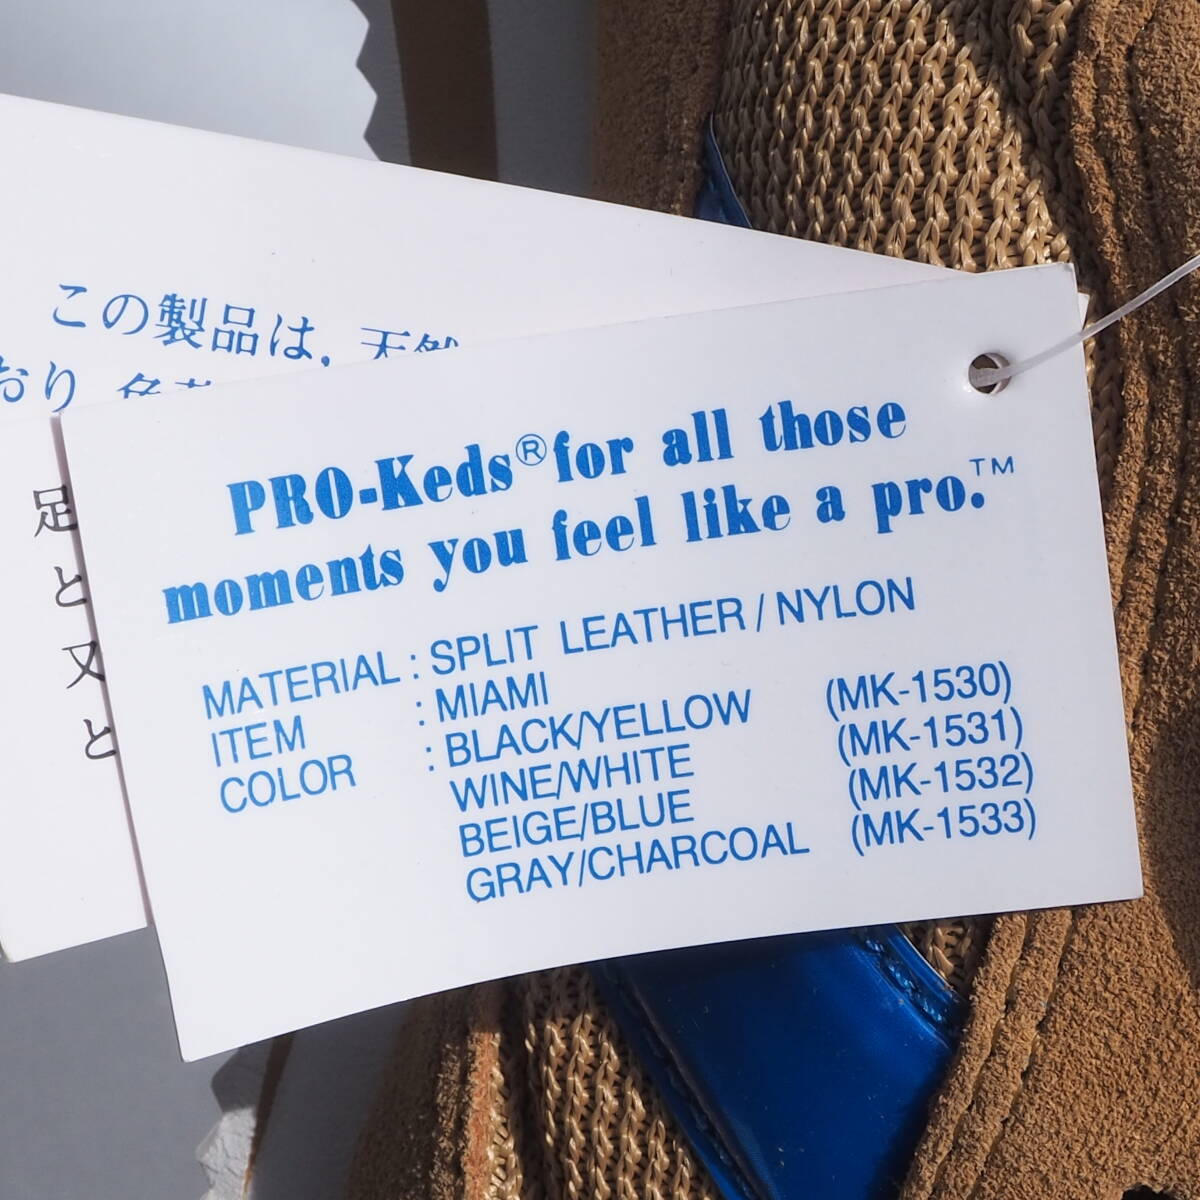 この製品は, 天然
おり
足
と
又
と
PRO-Keds® for all those
moments you feel like a pro.™
MATERIAL : SPLIT LEATHER / NYLON
ITEM : MIAMI
COLOR : BLACK/YELLOW (MK-1530)
WINE/WHITE (MK-1531)
BEIGE/BLUE (MK-1532)
GRAY/CHARCOAL (MK-1533)